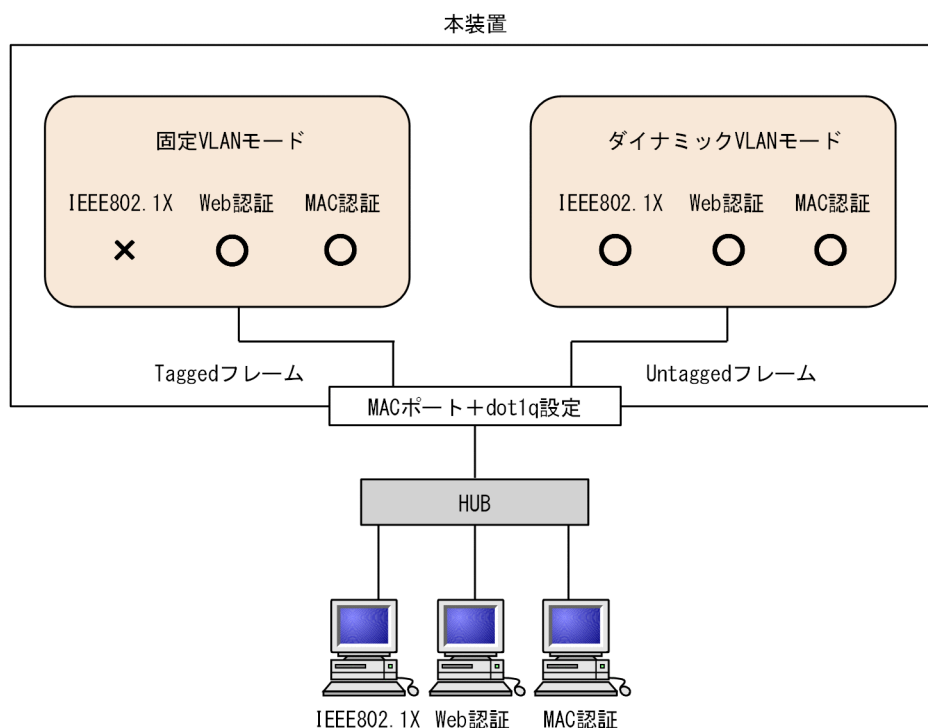 本装置
固定VLANモード
IEEE802.1X Web認証 MAC認証
× ○ ○
ダイナミックVLANモード
IEEE802.1X Web認証 MAC認証
○ ○ ○
Taggedフレーム
Untaggedフレーム
MACポート+dot1q設定
HUB
IEEE802.1X Web認証 MAC認証